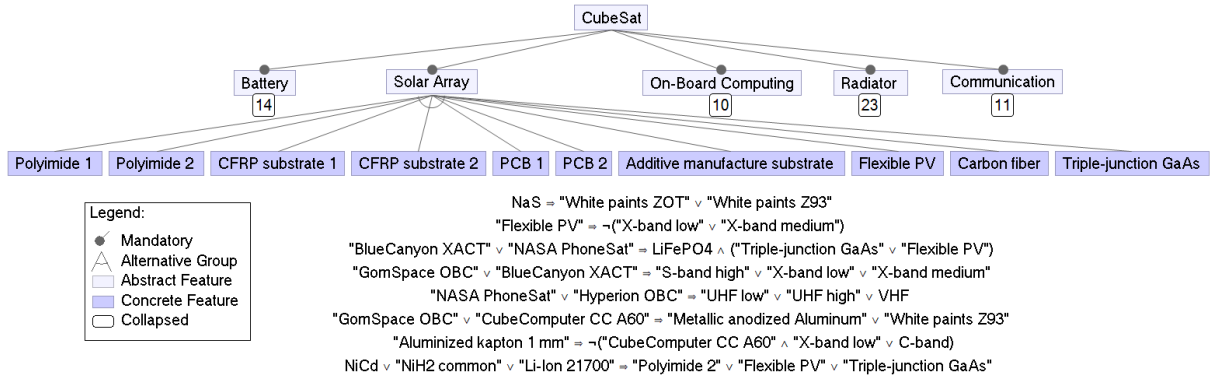 CubeSat
Battery
Solar Array
On-Board Computing
Radiator
Communication
14
10
23
11
Polyimide 1
Polyimide 2
CFRP substrate 1
CFRP substrate 2
PCB 1
PCB 2
Additive manufacture substrate
Flexible PV
Carbon fiber
Triple-junction GaAs
Legend:
Mandatory
Alternative Group
Abstract Feature
Concrete Feature
Collapsed
NaS ⇒ "White paints ZOT" ∨ "White paints Z93"
"Flexible PV" ⇒ ¬("X-band low" ∨ "X-band medium")
"BlueCanyon XACT" ∨ "NASA PhoneSat" ⇒ LiFePO4 ∧ ("Triple-junction GaAs" ∨ "Flexible PV")
"GomSpace OBC" ∨ "BlueCanyon XACT" ⇒ "S-band high" ∨ "X-band low" ∨ "X-band medium"
"NASA PhoneSat" ∨ "Hyperion OBC" ⇒ "UHF low" ∨ "UHF high" ∨ VHF
"GomSpace OBC" ∨ "CubeComputer CC A60" ⇒ "Metallic anodized Aluminum" ∨ "White paints Z93"
"Aluminized kapton 1 mm" ⇒ ¬("CubeComputer CC A60" ∧ "X-band low" ∨ C-band)
NiCd ∨ "NiH2 common" ∨ "Li-Ion 21700" ⇒ "Polyimide 2" ∨ "Flexible PV" ∨ "Triple-junction GaAs"